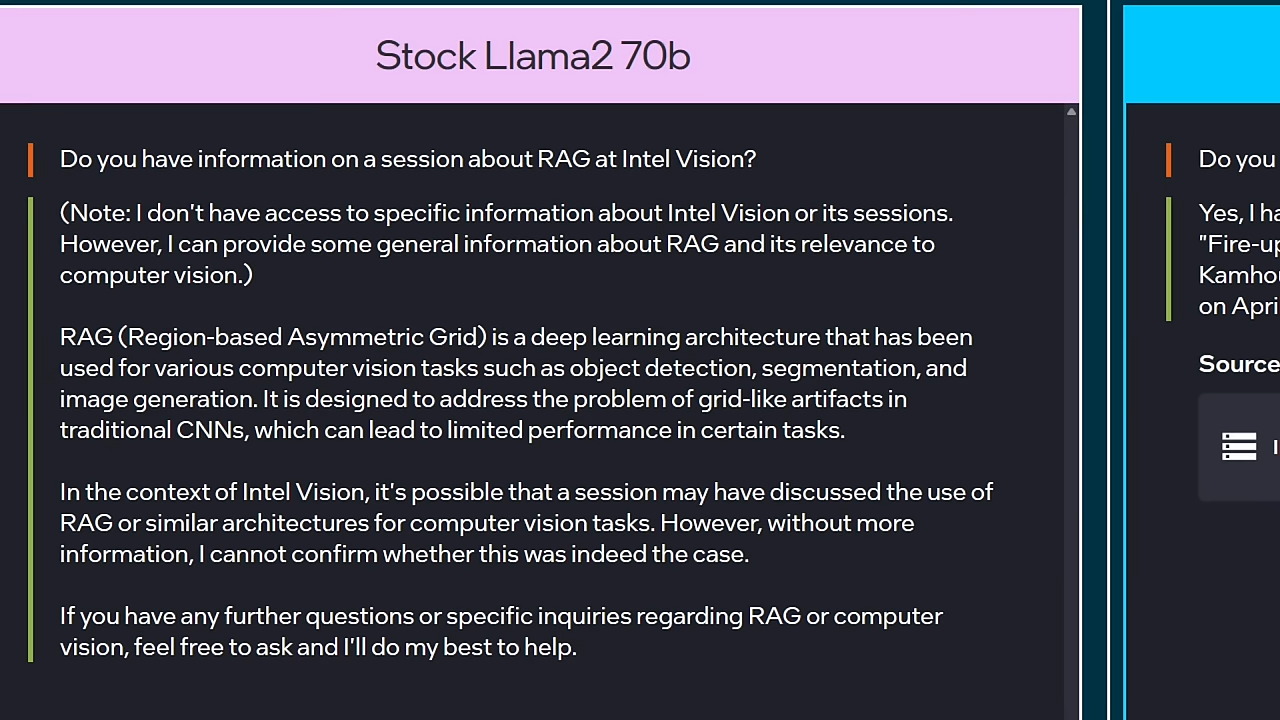 Stock Llama2 70b
Do you have information on a session about RAG at Intel Vision?
(Note: I don't have access to specific information about Intel Vision or its sessions.
However, I can provide some general information about RAG and its relevance to
computer vision.)
RAG (Region-based Asymmetric Grid) is a deep learning architecture that has been
used for various computer vision tasks such as object detection, segmentation, and
image generation. It is designed to address the problem of grid-like artifacts in
traditional CNNs, which can lead to limited performance in certain tasks.
In the context of Intel Vision, it's possible that a session may have discussed the use of
RAG or similar architectures for computer vision tasks. However, without more
information, I cannot confirm whether this was indeed the case.
If you have any further questions or specific inquiries regarding RAG or computer
vision, feel free to ask and I'll do my best to help.
Do you
Yes, I ha
"Fire-up
Kamhou
on Apri
Source